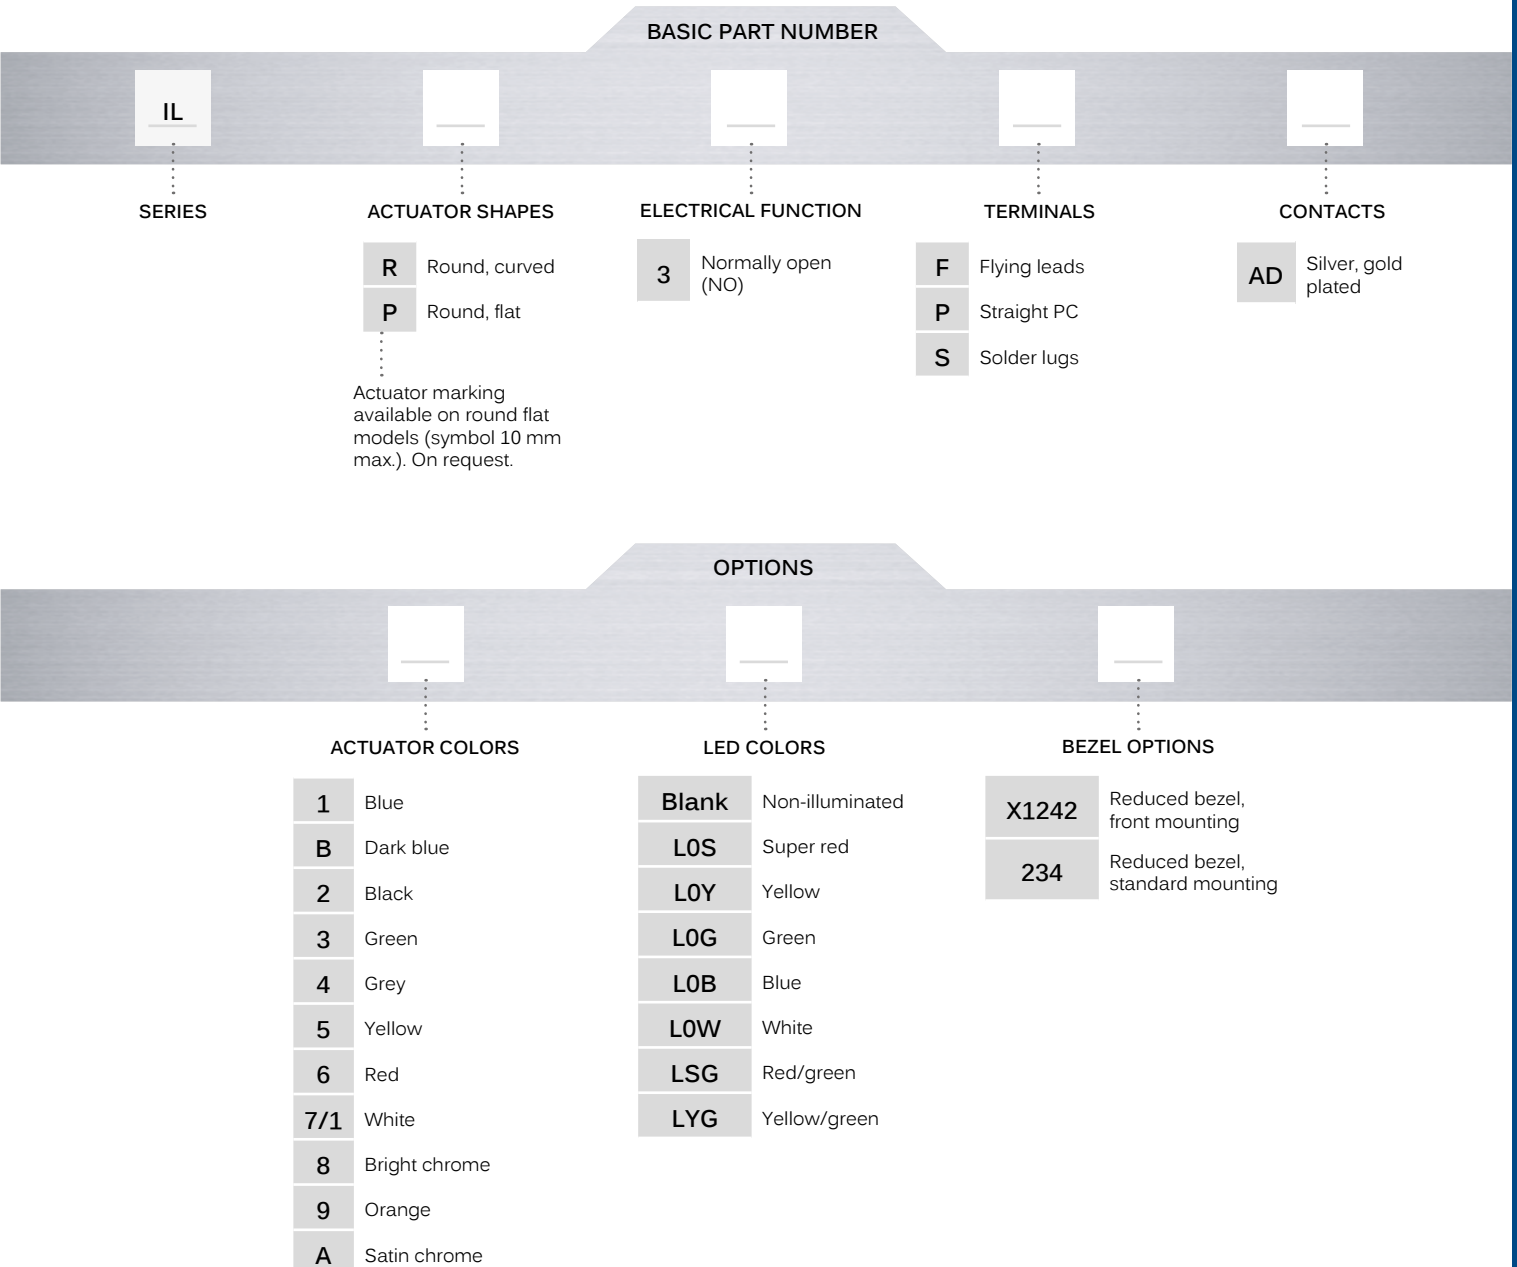 BASIC PART NUMBER
IL
SERIES
ACTUATOR SHAPES
R Round, curved
P Round, flat
Actuator marking
available on round flat
models (symbol 10 mm
max.). On request.
ELECTRICAL FUNCTION
3 Normally open
(NO)
TERMINALS
F Flying leads
P Straight PC
S Solder lugs
CONTACTS
AD Silver, gold
plated
OPTIONS
ACTUATOR COLORS
1 Blue
B Dark blue
2 Black
3 Green
4 Grey
5 Yellow
6 Red
7/1 White
8 Bright chrome
9 Orange
A Satin chrome
LED COLORS
Blank Non-illuminated
L0S Super red
L0Y Yellow
L0G Green
L0B Blue
L0W White
LSG Red/green
LYG Yellow/green
BEZEL OPTIONS
X1242 Reduced bezel,
front mounting
234 Reduced bezel,
standard mounting